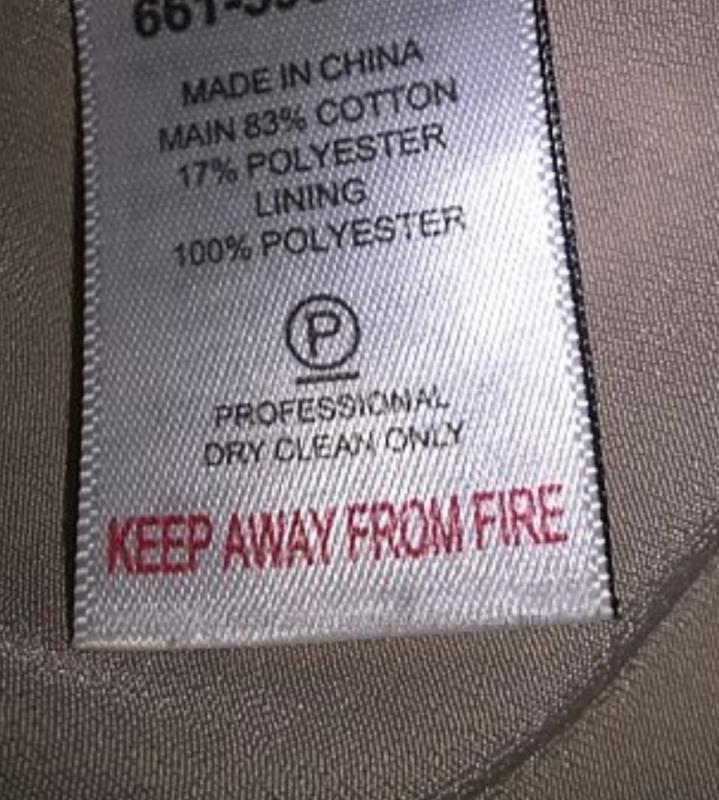 MADE IN CHINA
MAIN 83% COTTON
17% POLYESTER
LINING
100% POLYESTER
P
PROFESSIONAL
DRY CLEAN ONLY
KEEP AWAY FROM FIRE